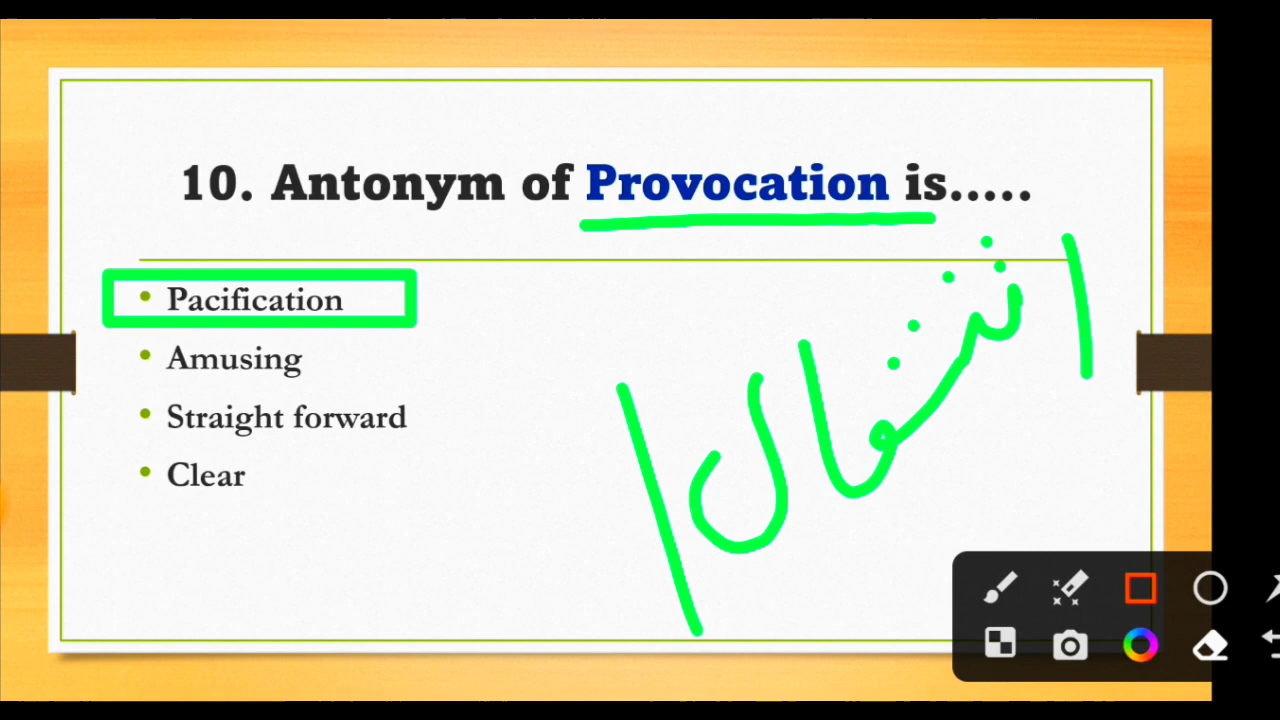 10. Antonym of Provocation is.....
• Pacification
• Amusing
• Straight forward
• Clear
اشتعال